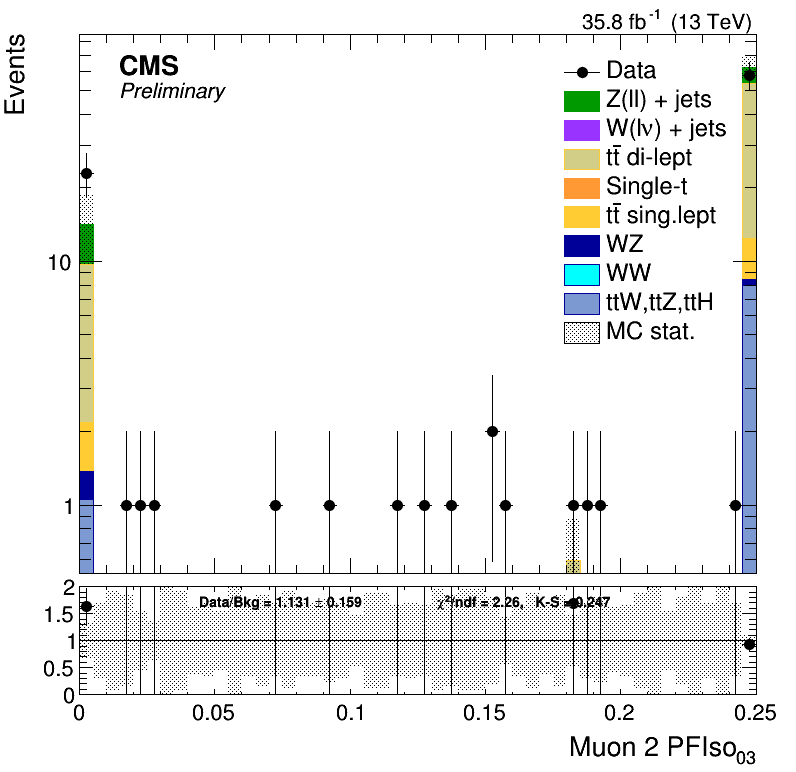 35.8 fb⁻¹ (13 TeV)
Events
CMS
Preliminary
Data
Z(ll) + jets
W(lν) + jets
tt̄ di-lept
Single-t
tt̄ sing.lept
WZ
WW
ttW,ttZ,ttH
MC stat.
10
1
2
1.5
1
0.5
0
Data/Bkg = 1.131 ± 0.159
χ²/ndf = 2.26, K-S = 0.247
0 0.05 0.1 0.15 0.2 0.25
Muon 2 PFIso₀₃